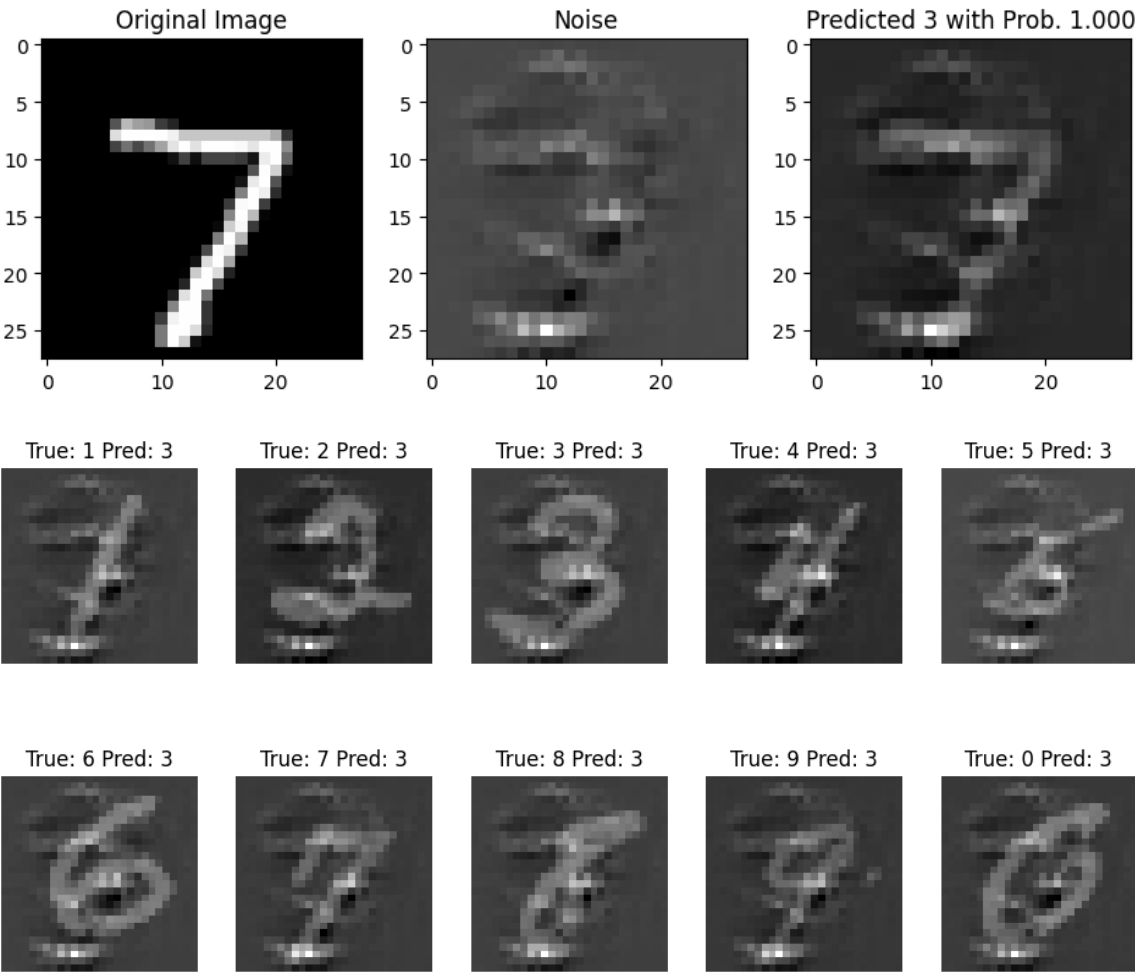 Original Image
Noise
Predicted 3 with Prob. 1.000
0
5
10
15
20
25
0 10 20
0
5
10
15
20
25
0 10 20
0
5
10
15
20
25
0 10 20
True: 1 Pred: 3
True: 2 Pred: 3
True: 3 Pred: 3
True: 4 Pred: 3
True: 5 Pred: 3
True: 6 Pred: 3
True: 7 Pred: 3
True: 8 Pred: 3
True: 9 Pred: 3
True: 0 Pred: 3